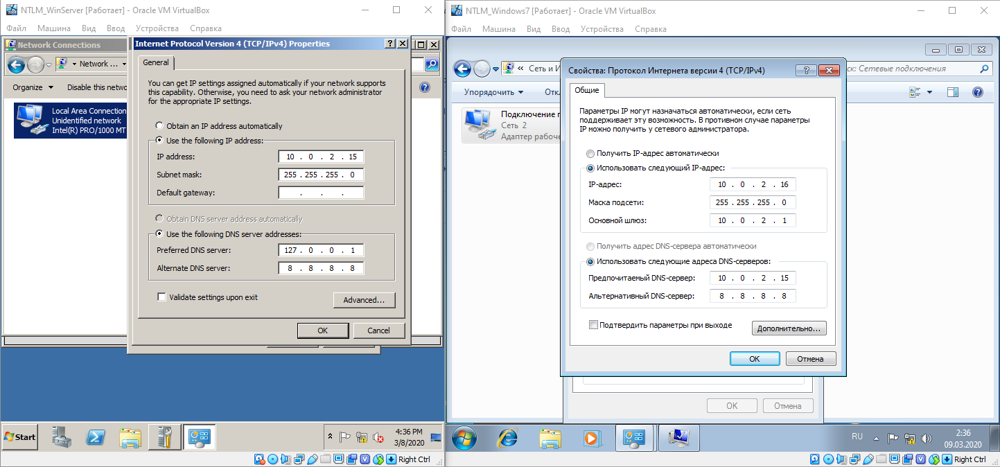 NTLM_WinServer [Работает] - Oracle VM VirtualBox
Файл Машина Вид Ввод Устройства Справка
Network Connections
Network ...
Organize Disable this netwo
Local Area Connection
Unidentified network
Intel(R) PRO/1000 MT
Internet Protocol Version 4 (TCP/IPv4) Properties
General
You can get IP settings assigned automatically if your network supports
this capability. Otherwise, you need to ask your network administrator
for the appropriate IP settings.
Obtain an IP address automatically
Use the following IP address:
IP address: 10 . 0 . 2 . 15
Subnet mask: 255 . 255 . 255 . 0
Default gateway: . . .
Obtain DNS server address automatically
Use the following DNS server addresses:
Preferred DNS server: 127 . 0 . 0 . 1
Alternate DNS server: 8 . 8 . 8 . 8
Validate settings upon exit
Advanced...
OK Cancel
Start
4:36 PM
3/8/2020
Right Ctrl
NTLM_Windows7 [Работает] - Oracle VM VirtualBox
Файл Машина Вид Ввод Устройства Справка
« Сеть и И
ск: Сетевые подключения
Упорядочить Откл
Подключение п
Сеть 2
Адаптер рабоче
Свойства: Протокол Интернета версии 4 (TCP/IPv4)
Общие
Параметры IP могут назначаться автоматически, если сеть
поддерживает эту возможность. В противном случае параметры
IP можно получить у сетевого администратора.
Получить IP-адрес автоматически
Использовать следующий IP-адрес:
IP-адрес: 10 . 0 . 2 . 16
Маска подсети: 255 . 255 . 255 . 0
Основной шлюз: 10 . 0 . 2 . 1
Получить адрес DNS-сервера автоматически
Использовать следующие адреса DNS-серверов:
Предпочитаемый DNS-сервер: 10 . 0 . 2 . 15
Альтернативный DNS-сервер: 8 . 8 . 8 . 8
Подтвердить параметры при выходе
Дополнительно...
OK Отмена
OK Отмена
RU
2:36
09.03.2020
Right Ctrl